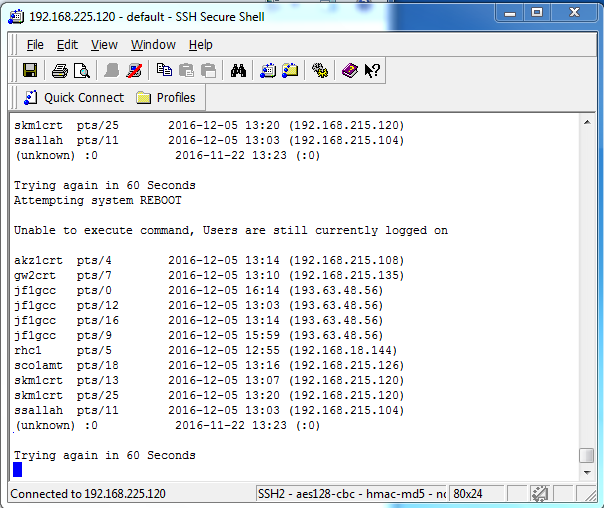 192.168.225.120 - default - SSH Secure Shell
File Edit View Window Help
Quick Connect Profiles
skm1crt pts/25 2016-12-05 13:20 (192.168.215.120)
ssallah pts/11 2016-12-05 13:03 (192.168.215.104)
(unknown) :0 2016-11-22 13:23 (:0)
Trying again in 60 Seconds
Attempting system REBOOT
Unable to execute command, Users are still currently logged on
akz1crt pts/4 2016-12-05 13:14 (192.168.215.108)
gw2crt pts/7 2016-12-05 13:10 (192.168.215.135)
jf1gcc pts/0 2016-12-05 16:14 (193.63.48.56)
jf1gcc pts/12 2016-12-05 13:03 (193.63.48.56)
jf1gcc pts/16 2016-12-05 13:14 (193.63.48.56)
jf1gcc pts/9 2016-12-05 15:59 (193.63.48.56)
rhc1 pts/5 2016-12-05 12:55 (192.168.18.144)
sco1amt pts/18 2016-12-05 13:16 (192.168.215.126)
skm1crt pts/13 2016-12-05 13:07 (192.168.215.120)
skm1crt pts/25 2016-12-05 13:20 (192.168.215.120)
ssallah pts/11 2016-12-05 13:03 (192.168.215.104)
(unknown) :0 2016-11-22 13:23 (:0)
Trying again in 60 Seconds
Connected to 192.168.225.120 SSH2 - aes128-cbc - hmac-md5 - 80x24